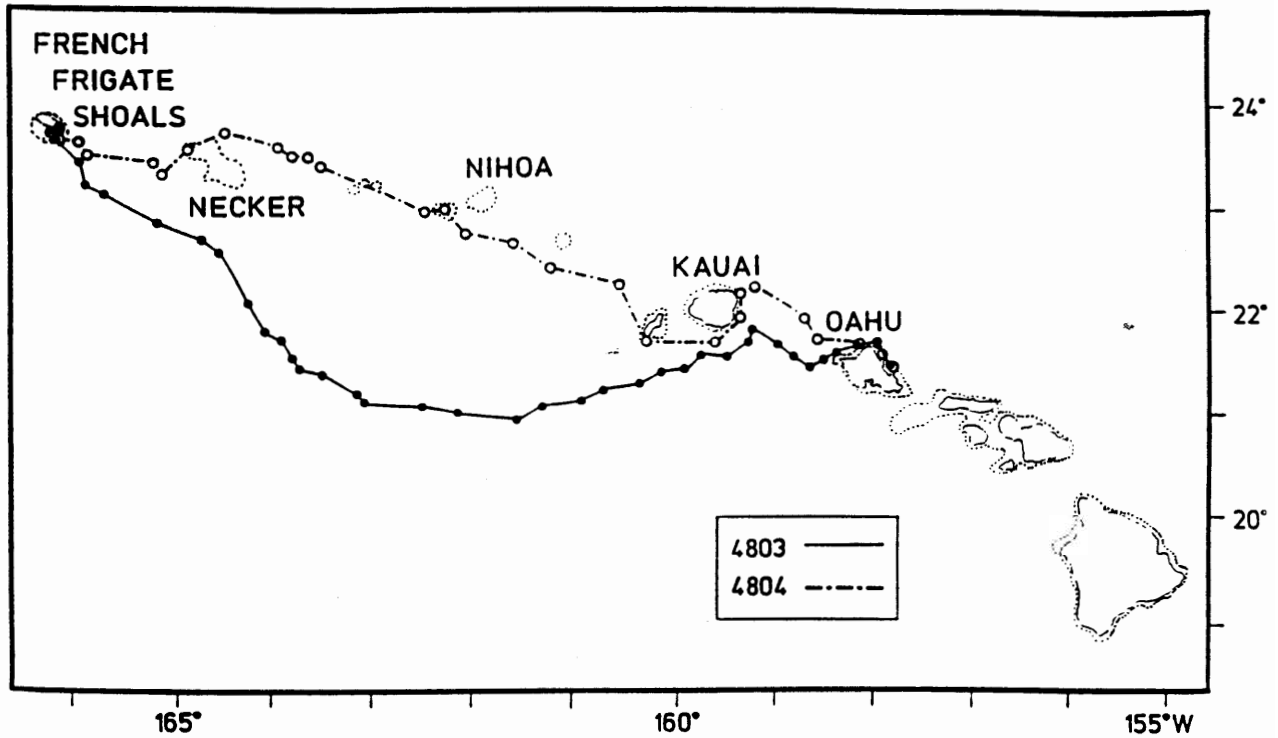 FRENCH
FRIGATE
SHOALS
NECKER
NIHOA
KAUAI
OAHU
24°
22°
20°
4803
4804
165°
160°
155°W